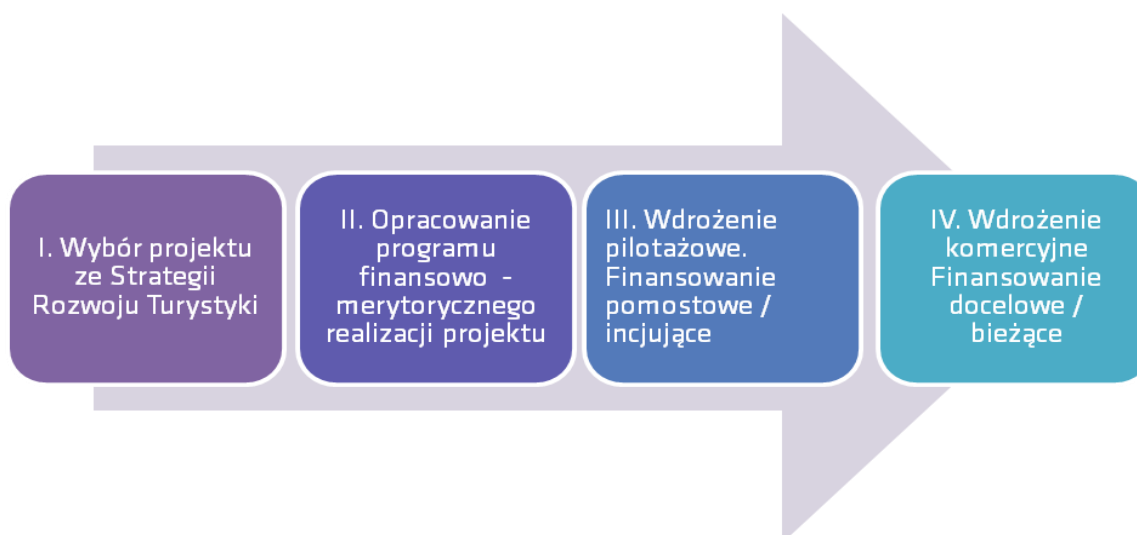 I. Wybór projektu
ze Strategii
Rozwoju Turystyki
II. Opracowanie
programu
finansowo -
merytorycznego
realizacji projektu
III. Wdrożenie
pilotażowe.
Finansowanie
pomostowe /
incjujące
IV. Wdrożenie
komercyjne
Finansowanie
docelowe /
bieżące